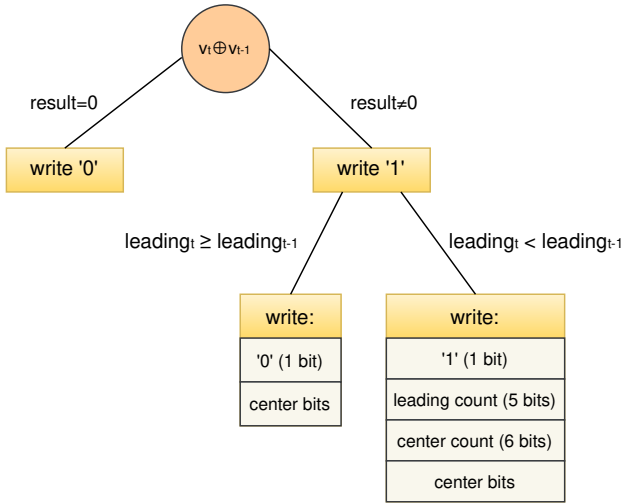 vt⊕vt-1
result=0
result≠0
write '0'
write '1'
leadingt ≥ leadingt-1
leadingt < leadingt-1
write:
'0' (1 bit)
center bits
write:
'1' (1 bit)
leading count (5 bits)
center count (6 bits)
center bits